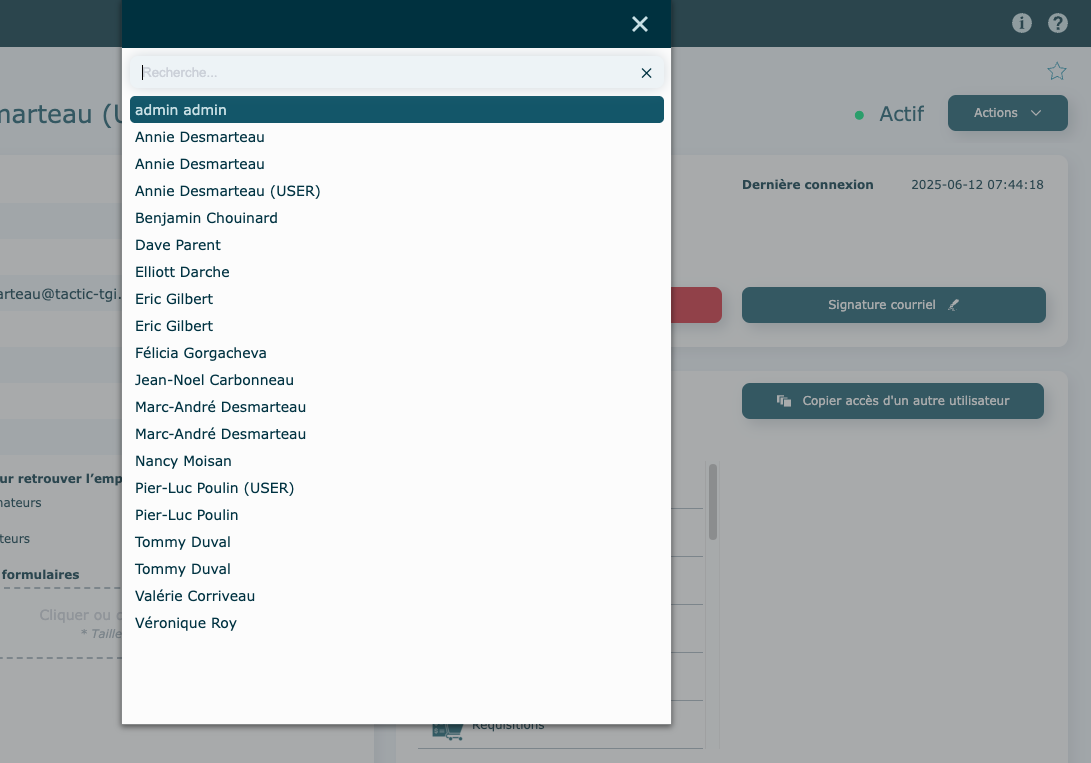 Recherche...
admin admin
Annie Desmarteau
Annie Desmarteau
Annie Desmarteau (USER)
Benjamin Chouinard
Dave Parent
Elliott Darche
Eric Gilbert
Eric Gilbert
Félicia Gorgacheva
Jean-Noel Carbonneau
Marc-André Desmarteau
Marc-André Desmarteau
Nancy Moisan
Pier-Luc Poulin (USER)
Pier-Luc Poulin
Tommy Duval
Tommy Duval
Valérie Corriveau
Véronique Roy
marteau (U
Actif
Actions
Dernière connexion 2025-06-12 07:44:18
arteau@tactic-tgi.
Signature courriel
Copier accès d'un autre utilisateur
ur retrouver l'emp
nateurs
teurs
formulaires
Cliquer ou d
* Taille
Réquisitions